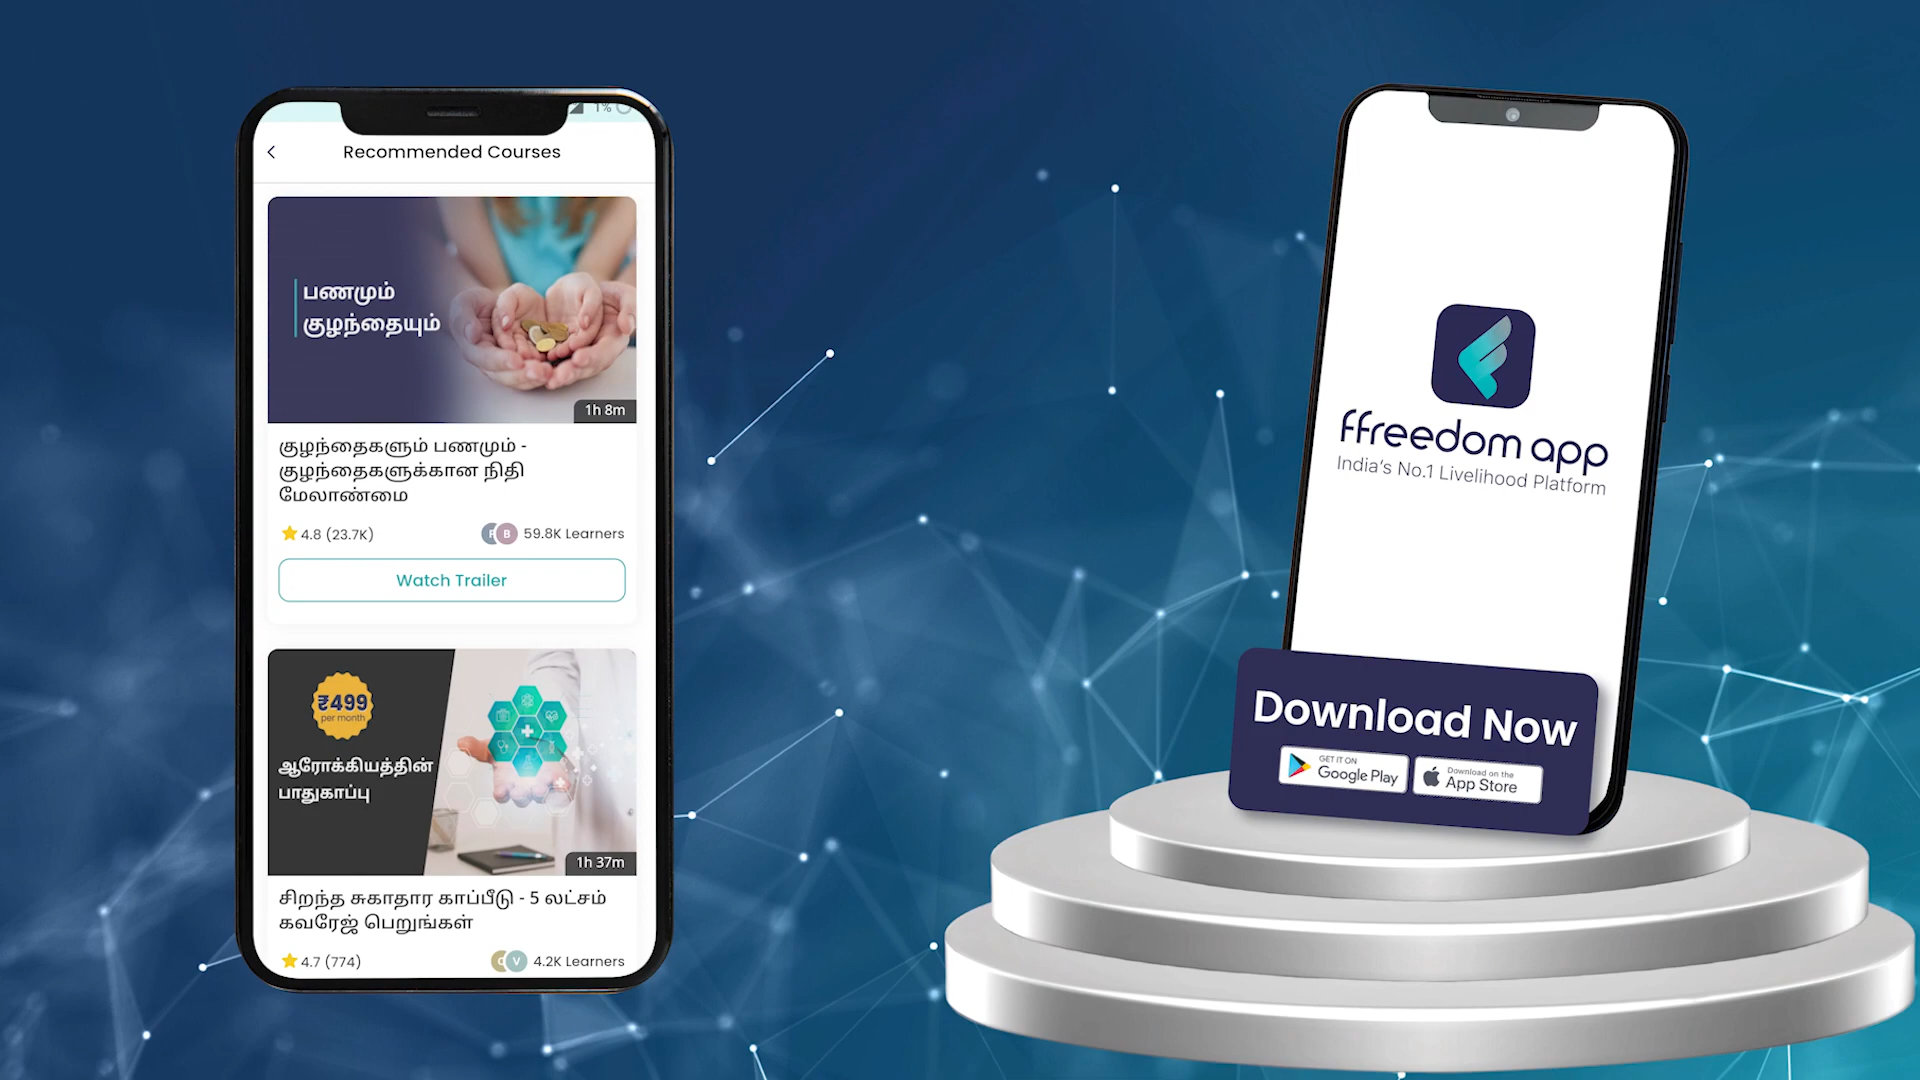 1%
Recommended Courses
பணமும்
குழந்தையும்
1h 8m
குழந்தைகளும் பணமும் -
குழந்தைகளுக்கான நிதி
மேலாண்மை
4.8 (23.7K)
B
59.8K Learners
Watch Trailer
₹499
per month
ஆரோக்கியத்தின்
பாதுகாப்பு
1h 37m
சிறந்த சுகாதார காப்பீடு - 5 லட்சம்
கவரேஜ் பெறுங்கள்
4.7 (774)
V
4.2K Learners
ffreedom app
India's No.1 Livelihood Platform
Download Now
GET IT ON
Google Play
Download on the
App Store